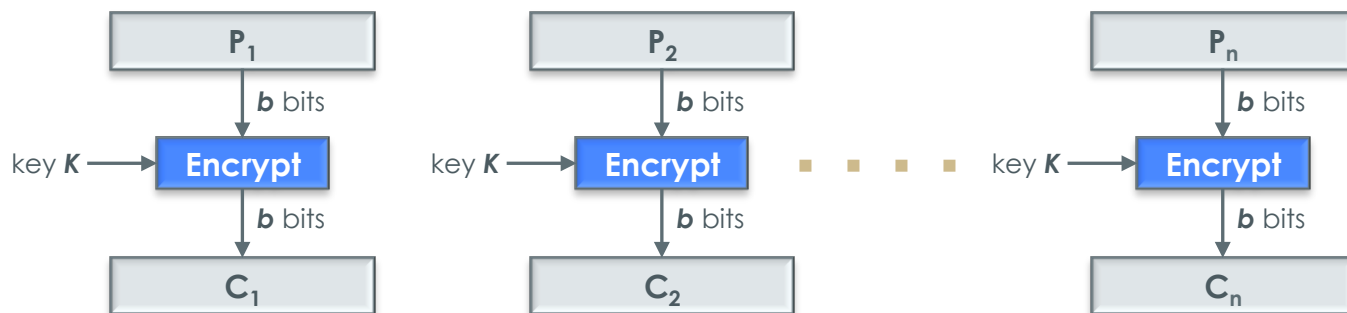 P1 P2 Pn
b bits b bits b bits
key K Encrypt key K Encrypt key K Encrypt
b bits b bits b bits
C1 C2 Cn